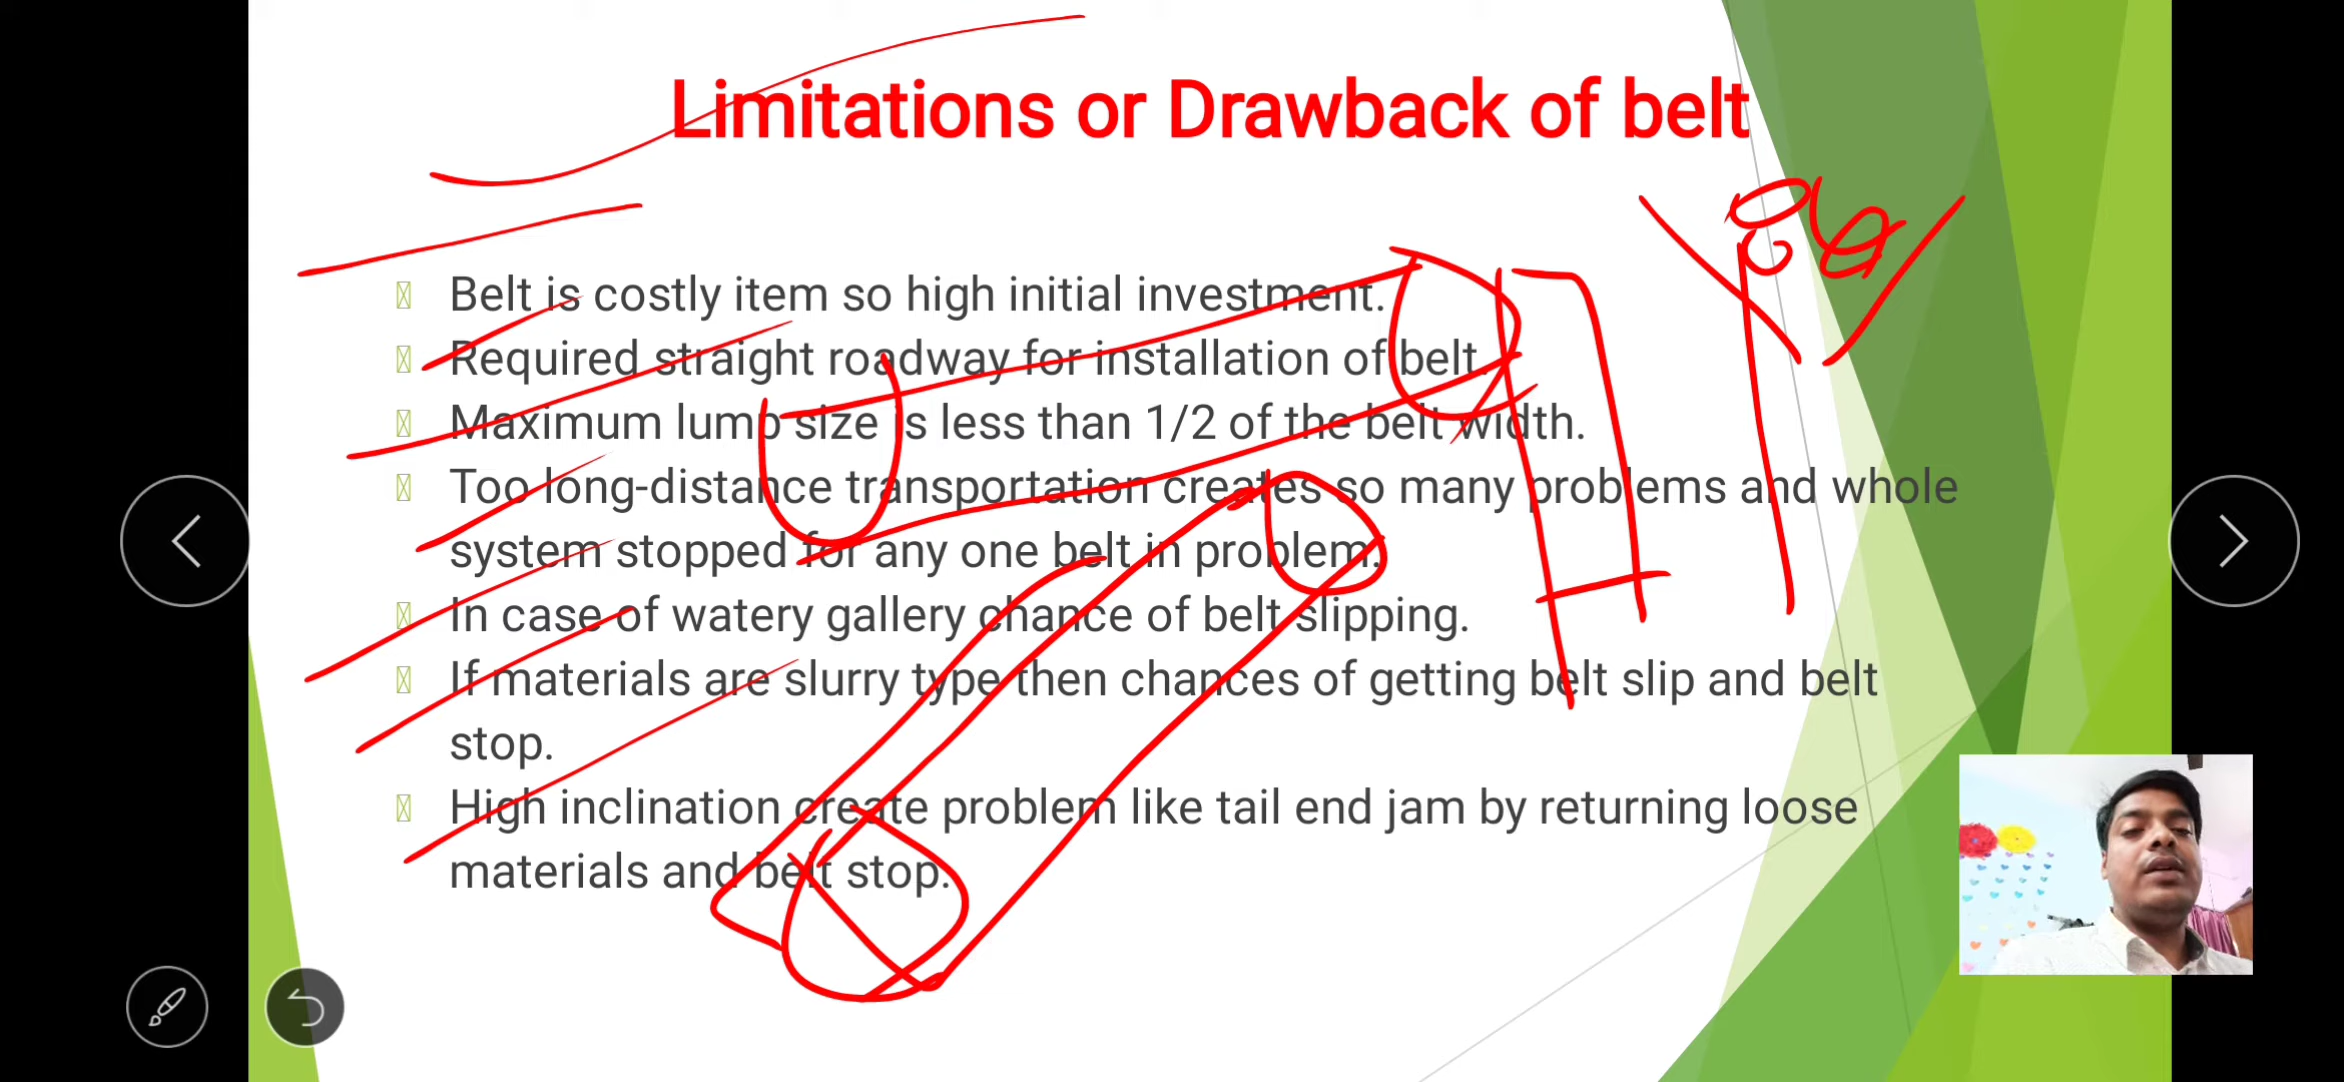 Limitations or Drawback of belt
Belt is costly item so high initial investment.
Required straight roadway for installation of belt.
Maximum lump size is less than 1/2 of the belt width.
Too long-distance transportation creates so many problems and whole
system stopped for any one belt in problem.
In case of watery gallery chance of belt slipping.
If materials are slurry type then chances of getting belt slip and belt
stop.
High inclination create problem like tail end jam by returning loose
materials and belt stop.